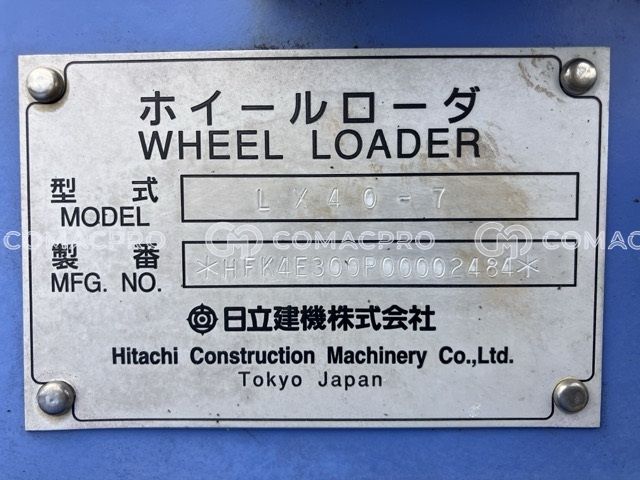 ホイールローダ
WHEEL LOADER
型 式
MODEL
LX40-7
製 番
MFG. NO.
*HFK4E300P00002484*
COMACPRO COMACPRO COMACPRO
日立建機株式会社
Hitachi Construction Machinery Co.,Ltd.
Tokyo Japan